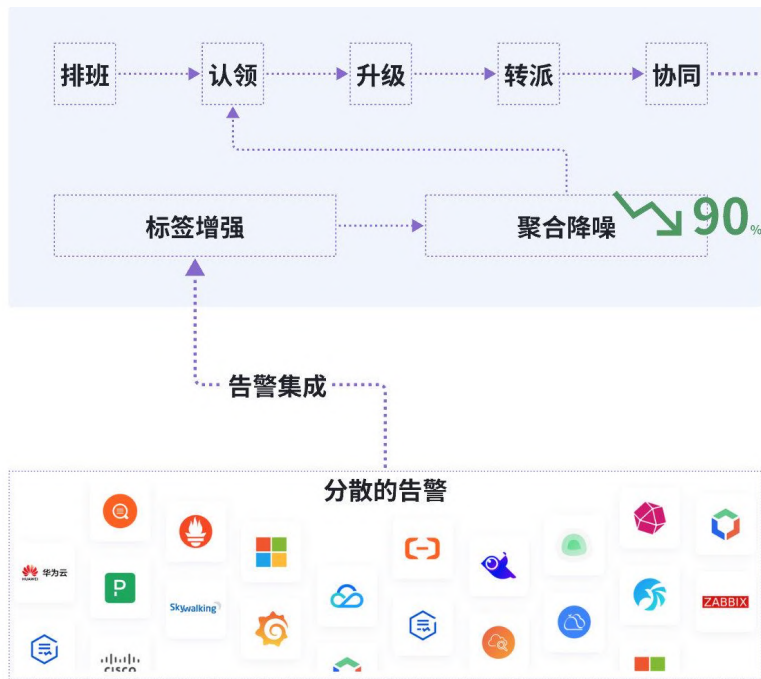 排班 认领 升级 转派 协同
标签增强 聚合降噪 90%
告警集成
分散的告警
HUAWEI 华为云
P
Skywalking
ZABBIX
CISCO